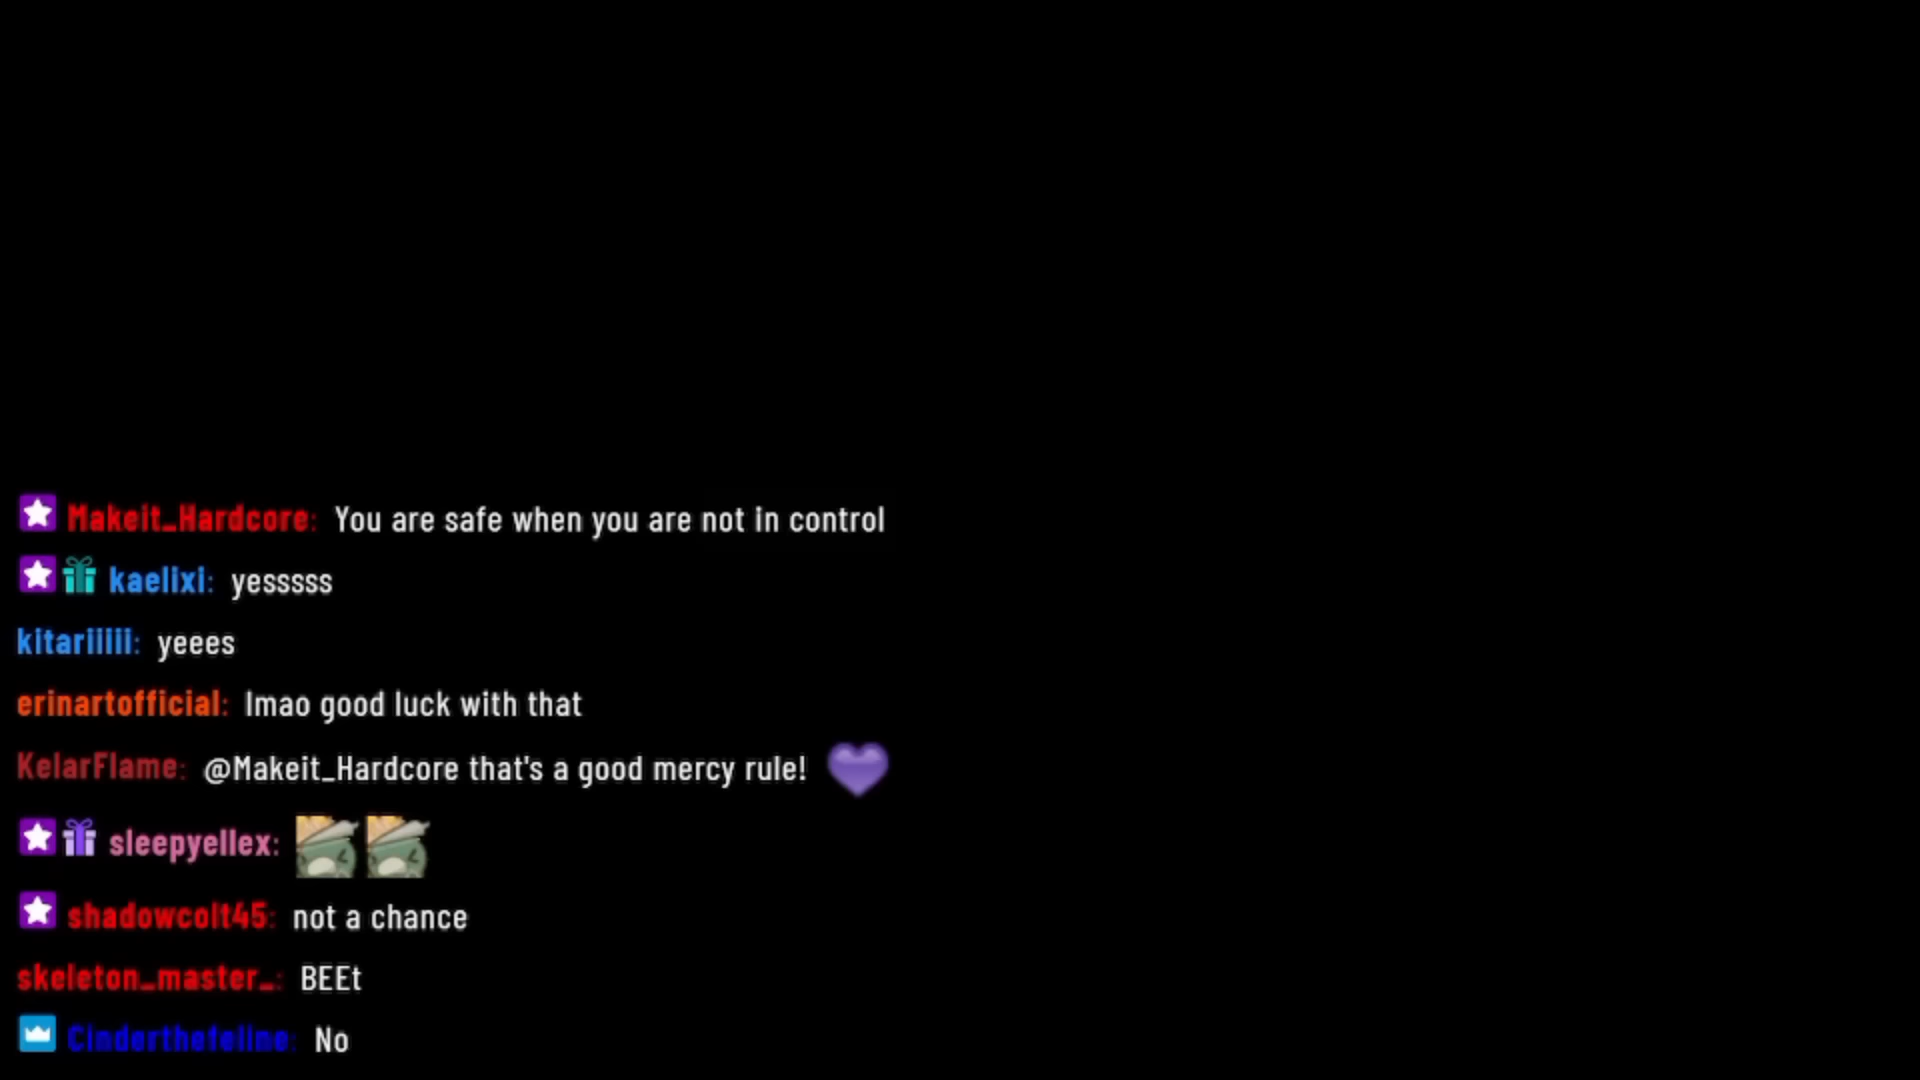 Makeit_Hardcore: You are safe when you are not in control
kaelixi: yesssss
kitariiiii: yeees
erinartofficial: lmao good luck with that
KelarFlame: @Makeit_Hardcore that's a good mercy rule!
sleepyellex:
shadowcolt45: not a chance
skeleton_master_: BEEt
Cinderthefeline: No